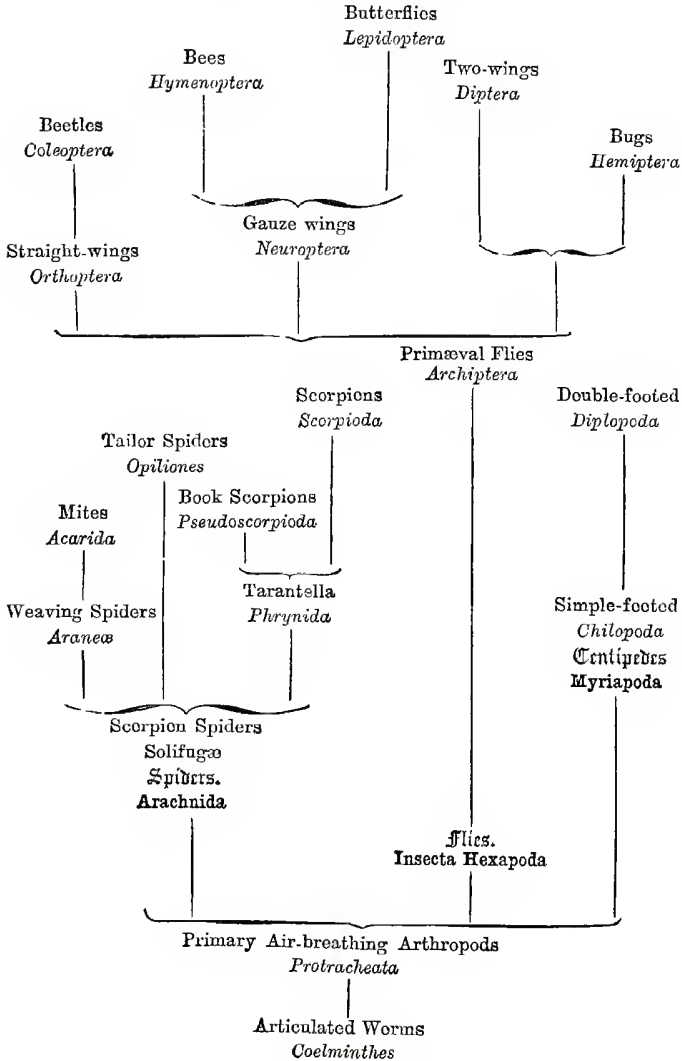 Butterflies
Lepidoptera
Bees
Hymenoptera
Two-wings
Diptera
Beetles
Coleoptera
Bugs
Hemiptera
Gauze wings
Neuroptera
Straight-wings
Orthoptera
Primæval Flies
Archiptera
Scorpions
Scorpioda
Double-footed
Diplopoda
Tailor Spiders
Opiliones
Book Scorpions
Pseudoscorpioda
Mites
Acarida
Tarantella
Phrynida
Weaving Spiders
Araneæ
Simple-footed
Chilopoda
Centipedes
Myriapoda
Scorpion Spiders
Solifugæ
Spiders.
Arachnida
Flies.
Insecta Hexapoda
Primary Air-breathing Arthropods
Protracheata
Articulated Worms
Coelminthes